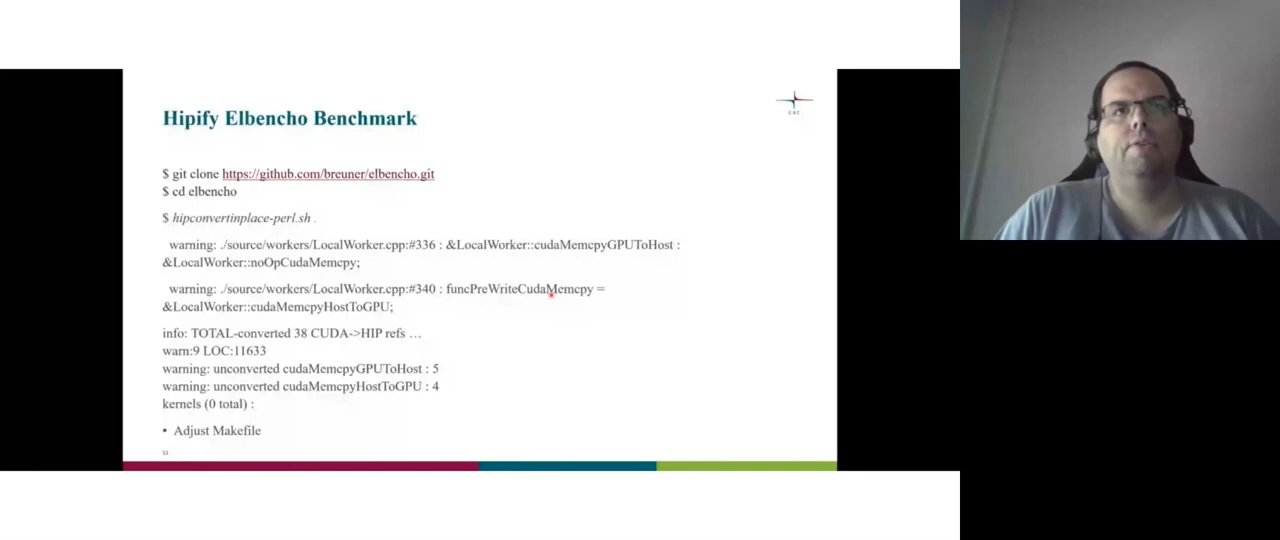 CSC
Hipify Elbencho Benchmark
$ git clone https://github.com/breuner/elbencho.git
$ cd elbencho
$ hipconvertinplace-perl.sh .
warning: ./source/workers/LocalWorker.cpp:#336 : &LocalWorker::cudaMemcpyGPUToHost :
&LocalWorker::noOpCudaMemcpy;
warning: ./source/workers/LocalWorker.cpp:#340 : funcPreWriteCudaMemcpy =
&LocalWorker::cudaMemcpyHostToGPU;
info: TOTAL-converted 38 CUDA->HIP refs …
warn:9 LOC:11633
warning: unconverted cudaMemcpyGPUToHost : 5
warning: unconverted cudaMemcpyHostToGPU : 4
kernels (0 total) :
• Adjust Makefile